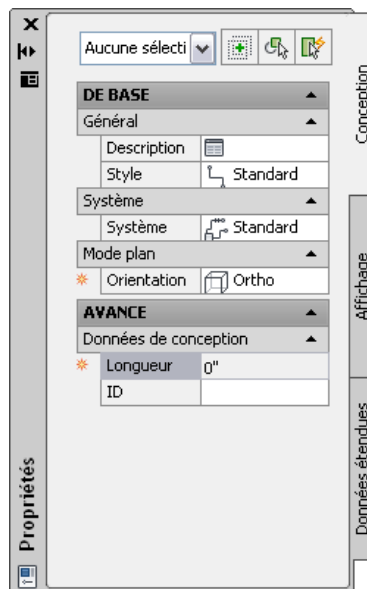 Aucune sélecti
DE BASE
Général
Description
Style Standard
Système
Système Standard
Mode plan
Orientation Ortho
AVANCE
Données de conception
Longueur 0"
ID
Conception
Affichage
Données étendues
Propriétés